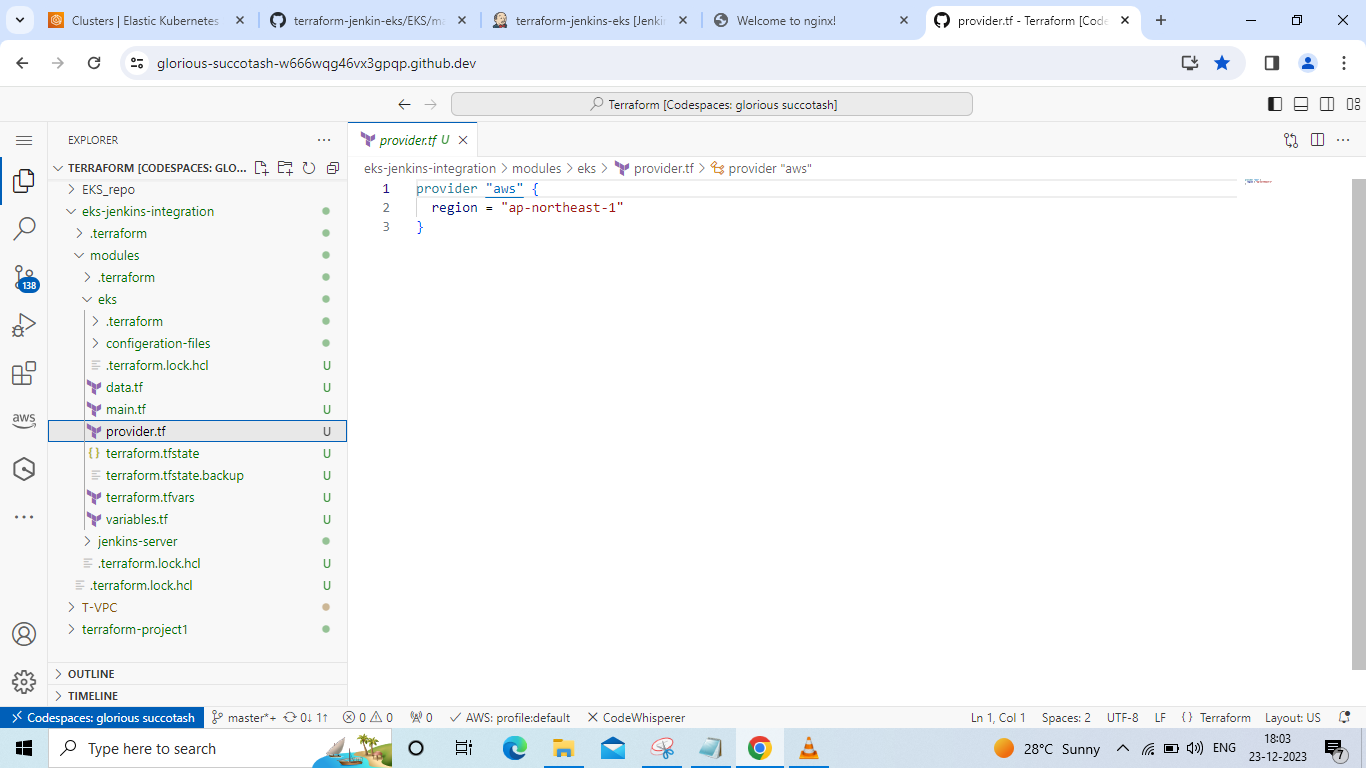 Clusters | Elastic Kubernetes
terraform-jenkin-eks/EKS/mo
terraform-jenkins-eks [Jenki
Welcome to nginx!
provider.tf - Terraform [Code
glorious-succotash-w666wqg46vx3gpqp.github.dev
Terraform [Codespaces: glorious succotash]
EXPLORER
provider.tf U
TERRAFORM [CODESPACES: GLO...
eks-jenkins-integration > modules > eks > provider.tf > provider "aws"
EKS_repo
eks-jenkins-integration
.terraform
modules
.terraform
eks
.terraform
configeration-files
.terraform.lock.hcl U
data.tf U
main.tf U
provider.tf U
terraform.tfstate U
terraform.tfstate.backup U
terraform.tfvars U
variables.tf U
jenkins-server
.terraform.lock.hcl U
.terraform.lock.hcl U
T-VPC
terraform-project1
OUTLINE
TIMELINE
138
aws
1 provider "aws" {
2 region = "ap-northeast-1"
3 }
Codespaces: glorious succotash
master*+
0↓ 1↑
0
0
0
AWS: profile:default
CodeWhisperer
Ln 1, Col 1
Spaces: 2
UTF-8
LF
{ } Terraform
Layout: US
Type here to search
28°C Sunny
ENG
18:03
23-12-2023
7